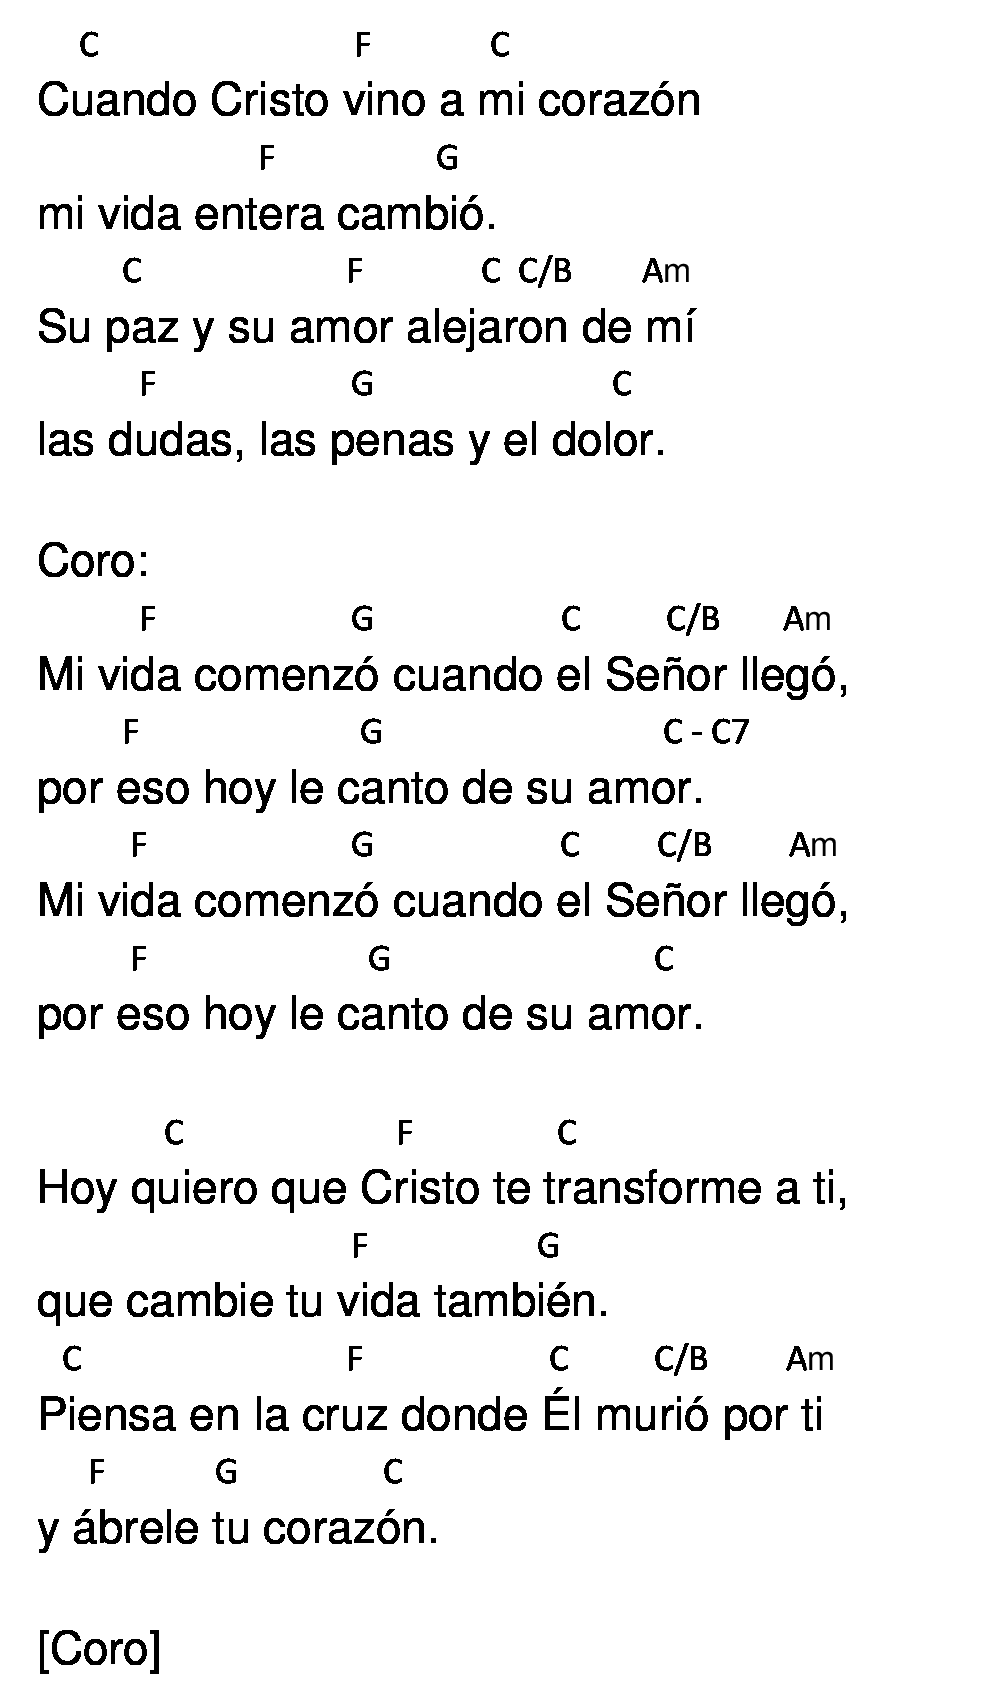 C F C
Cuando Cristo vino a mi corazón
F G
mi vida entera cambió.
C F C C/B Am
Su paz y su amor alejaron de mí
F G C
las dudas, las penas y el dolor.
Coro:
F G C C/B Am
Mi vida comenzó cuando el Señor llegó,
F G C - C7
por eso hoy le canto de su amor.
F G C C/B Am
Mi vida comenzó cuando el Señor llegó,
F G C
por eso hoy le canto de su amor.
C F C
Hoy quiero que Cristo te transforme a ti,
F G
que cambie tu vida también.
C F C C/B Am
Piensa en la cruz donde Él murió por ti
F G C
y ábrele tu corazón.
[Coro]